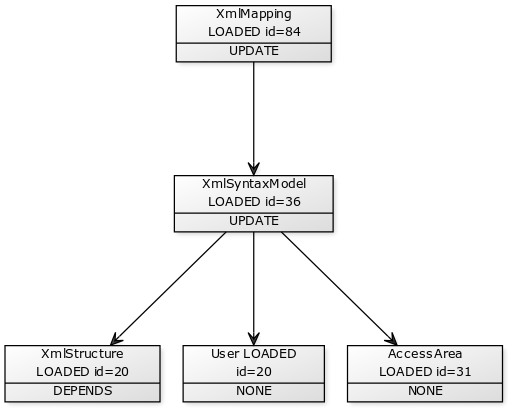 XmlMapping
LOADED id=84
UPDATE
XmlSyntaxModel
LOADED id=36
UPDATE
XmlStructure
LOADED id=20
DEPENDS
User LOADED
id=20
NONE
AccessArea
LOADED id=31
NONE